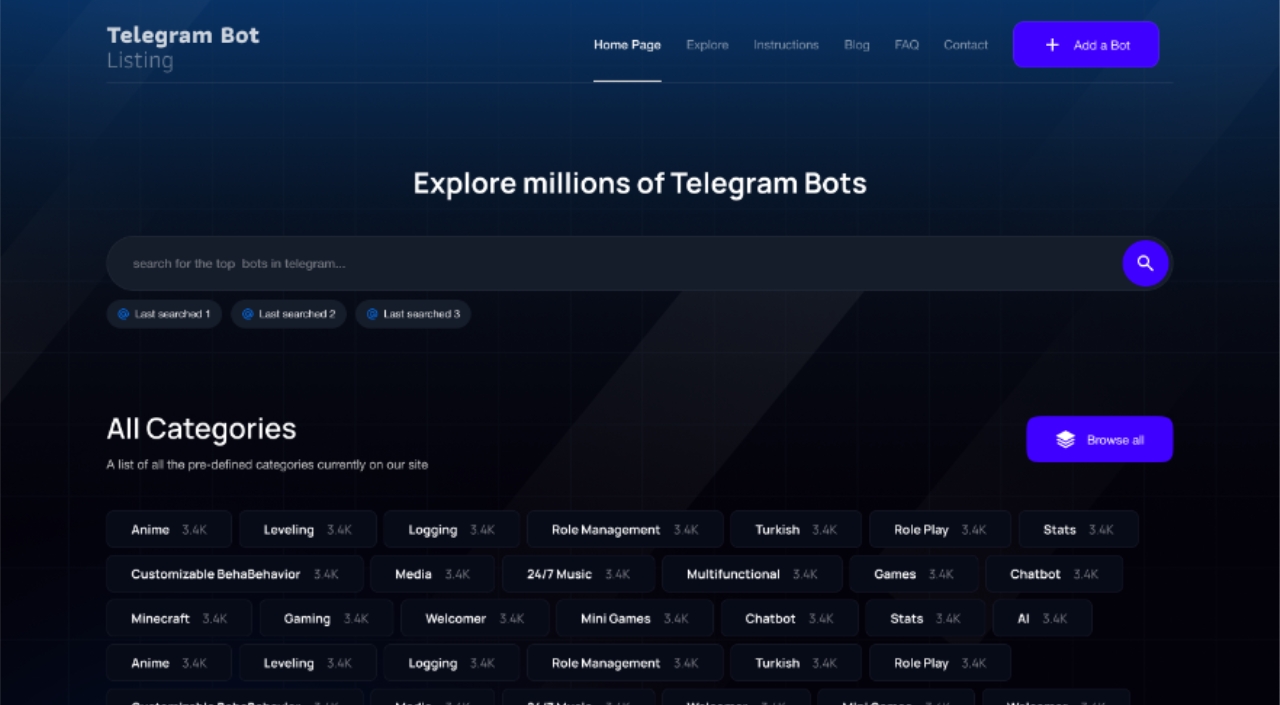 Telegram Bot
Listing
Home Page Explore Instructions Blog FAQ Contact + Add a Bot
Explore millions of Telegram Bots
search for the top bots in telegram...
@ Last searched 1 @ Last searched 2 @ Last searched 3
All Categories
Browse all
A list of all the pre-defined categories currently on our site
Anime 3.4K Leveling 3.4K Logging 3.4K Role Management 3.4K Turkish 3.4K Role Play 3.4K Stats 3.4K
Customizable BehaBehavior 3.4K Media 3.4K 24/7 Music 3.4K Multifunctional 3.4K Games 3.4K Chatbot 3.4K
Minecraft 3.4K Gaming 3.4K Welcomer 3.4K Mini Games 3.4K Chatbot 3.4K Stats 3.4K AI 3.4K
Anime 3.4K Leveling 3.4K Logging 3.4K Role Management 3.4K Turkish 3.4K Role Play 3.4K